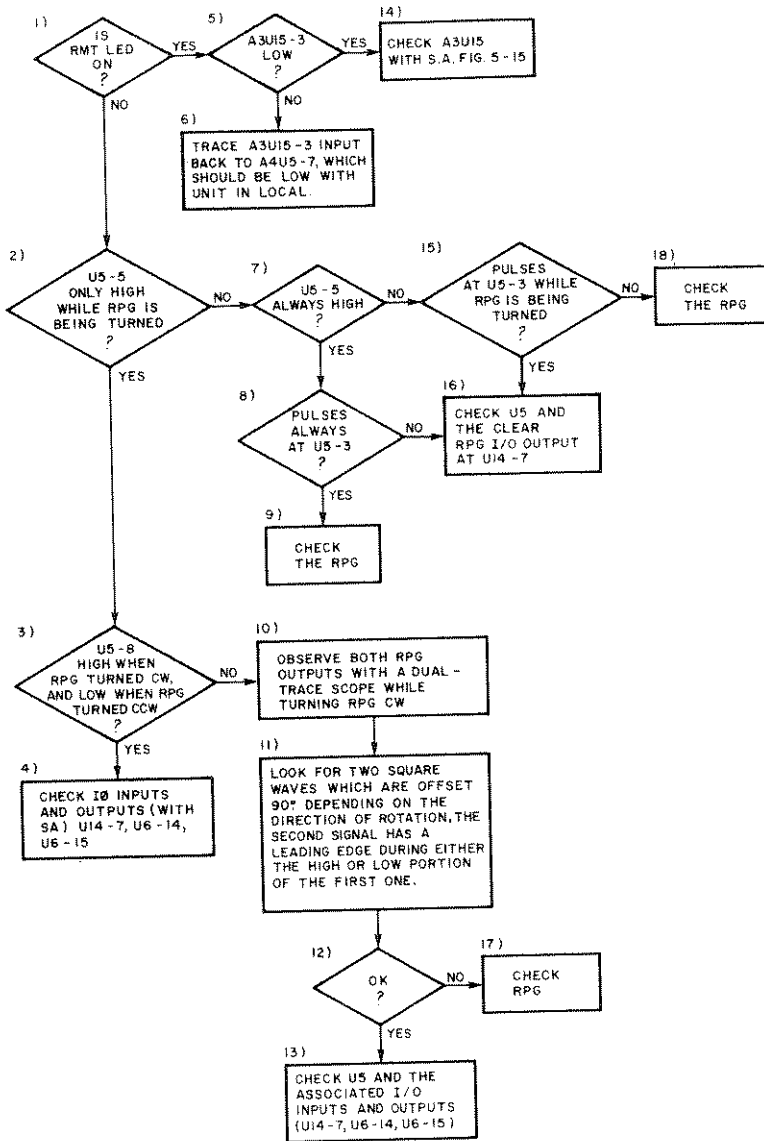 1)
IS
RMT LED
ON
?
YES
NO
5)
A3U15-3
LOW
?
YES
NO
14)
CHECK A3U15
WITH S.A. FIG. 5-15
6)
TRACE A3U15-3 INPUT
BACK TO A4U5-7, WHICH
SHOULD BE LOW WITH
UNIT IN LOCAL.
2)
U5-5
ONLY HIGH
WHILE RPG IS
BEING TURNED
?
NO
YES
7)
U5-5
ALWAYS HIGH
?
NO
YES
15)
PULSES
AT U5-3 WHILE
RPG IS BEING
TURNED
?
NO
YES
18)
CHECK
THE RPG
8)
PULSES
ALWAYS
AT U5-3
?
NO
YES
16)
CHECK U5 AND
THE CLEAR
RPG I/O OUTPUT
AT U14-7
9)
CHECK
THE RPG
3)
U5-8
HIGH WHEN
RPG TURNED CW,
AND LOW WHEN RPG
TURNED CCW
?
NO
YES
10)
OBSERVE BOTH RPG
OUTPUTS WITH A DUAL-
TRACE SCOPE WHILE
TURNING RPG CW
4)
CHECK IØ INPUTS
AND OUTPUTS (WITH
SA) U14-7, U6-14,
U6-15
11)
LOOK FOR TWO SQUARE
WAVES WHICH ARE OFFSET
90° DEPENDING ON THE
DIRECTION OF ROTATION, THE
SECOND SIGNAL HAS A
LEADING EDGE DURING EITHER
THE HIGH OR LOW PORTION
OF THE FIRST ONE.
12)
OK
?
NO
YES
17)
CHECK
RPG
13)
CHECK U5 AND THE
ASSOCIATED I/O
INPUTS AND OUTPUTS
(U14-7, U6-14, U6-15)